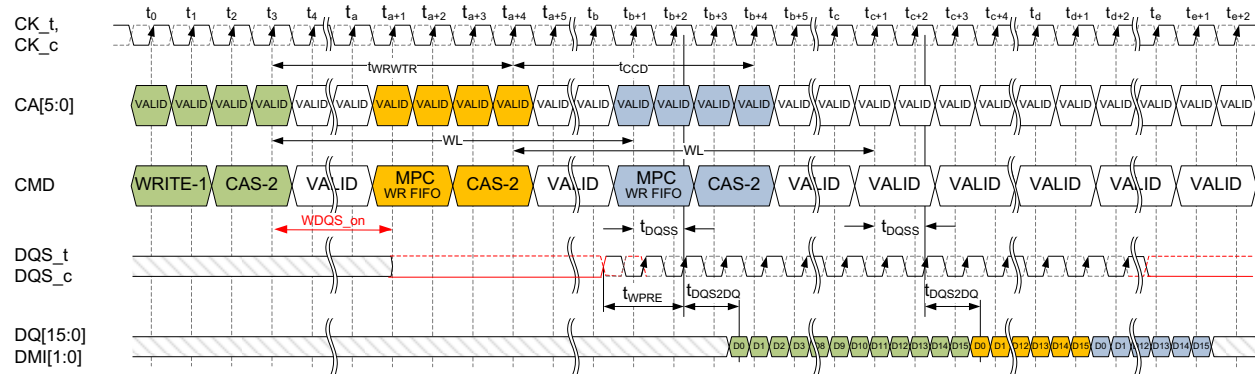 t0 t1 t2 t3 t4 ta ta+1 ta+2 ta+3 ta+4 ta+5 tb tb+1 tb+2 tb+3 tb+4 tb+5 tc tc+1 tc+2 tc+3 tc+4 td td+1 td+2 te te+1 te+2
CK_t,
CK_c
tWRWTR tCCD
CA[5:0] VALID VALID VALID VALID VALID VALID VALID VALID VALID VALID VALID VALID VALID VALID VALID VALID VALID VALID VALID VALID VALID VALID VALID VALID VALID VALID VALID VALID
WL WL
CMD WRITE-1 CAS-2 VALID MPC WR FIFO CAS-2 VALID MPC WR FIFO CAS-2 VALID VALID VALID VALID VALID VALID
WDQS_on tDQSS tDQSS
DQS_t
DQS_c
tWPRE tDQS2DQ tDQS2DQ
DQ[15:0]
DMI[1:0]
D0 D1 D2 D3 D8 D9 D10 D11 D12 D13 D14 D15 D0 D1 D12 D13 D14 D15 D0 D1 D12 D13 D14 D15